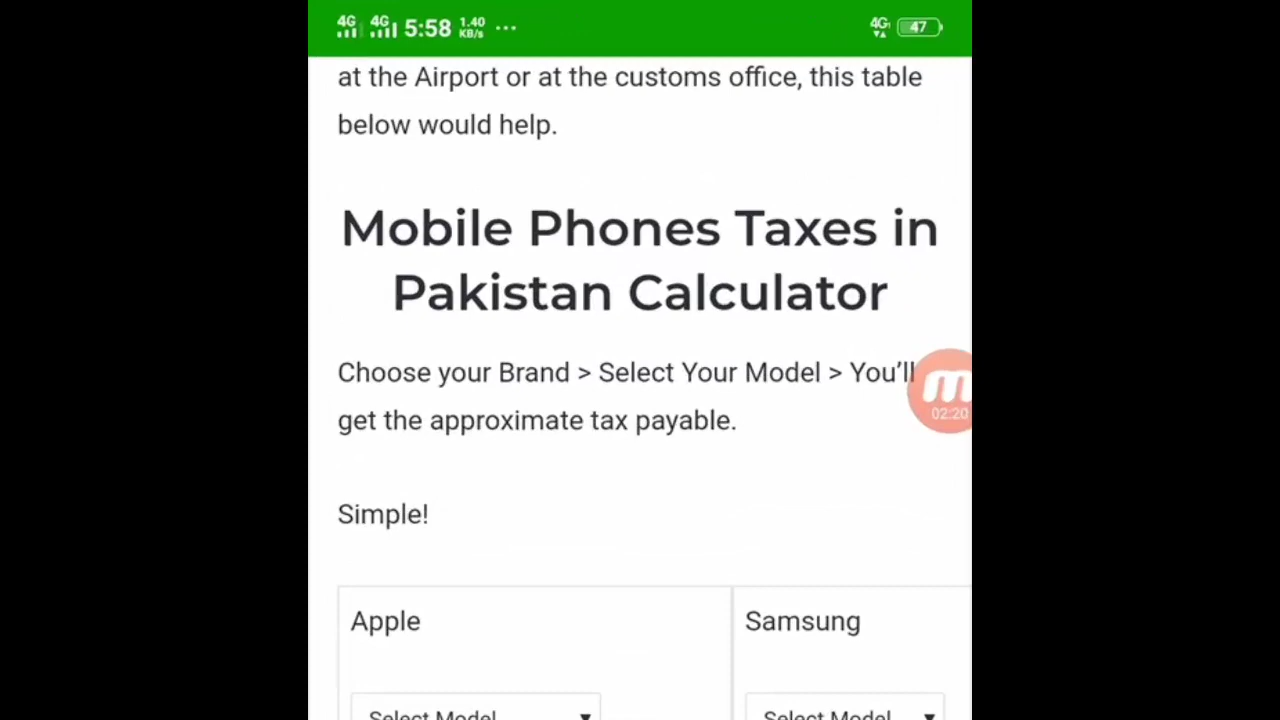 4G 4G 5:58 1.40 KB/s ... 4G 47
at the Airport or at the customs office, this table
below would help.
Mobile Phones Taxes in
Pakistan Calculator
Choose your Brand > Select Your Model > You’ll
get the approximate tax payable.
02:20
Simple!
Apple Samsung
Select Model Select Model